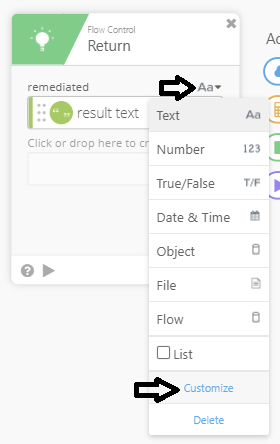 Flow Control
Return
remediated Aa
result text
Click or drop here to cr
Text Aa
Number 123
True/False T/F
Date & Time
Object
File
Flow
List
Customize
Delete